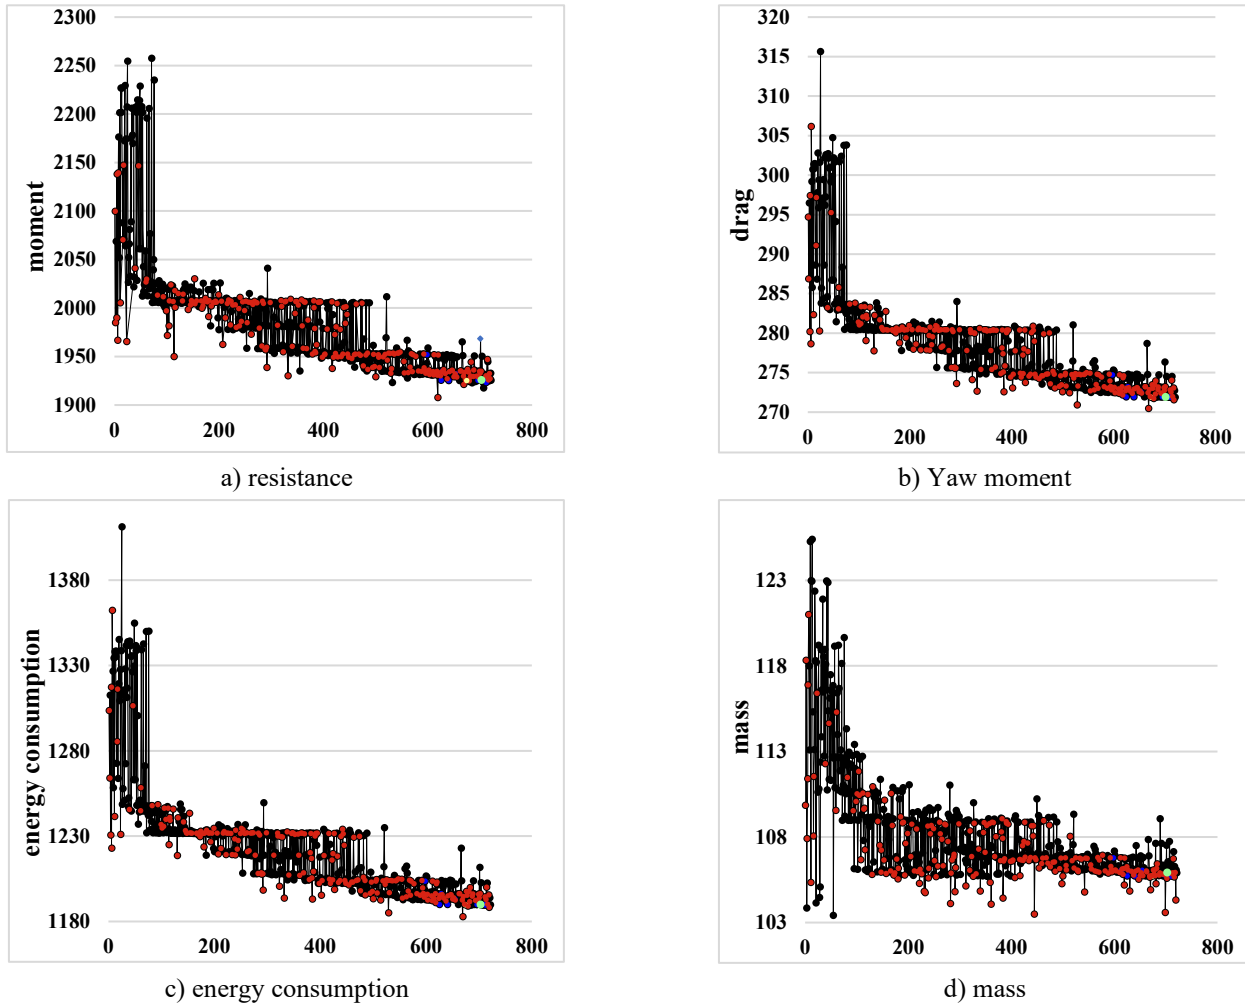 2300
2250
2200
2150
2100
2050
2000
1950
1900
moment
0 200 400 600 800
a) resistance
320
315
310
305
300
295
290
285
280
275
270
drag
0 200 400 600 800
b) Yaw moment
1380
1330
1280
1230
1180
energy consumption
0 200 400 600 800
c) energy consumption
123
118
113
108
103
mass
0 200 400 600 800
d) mass